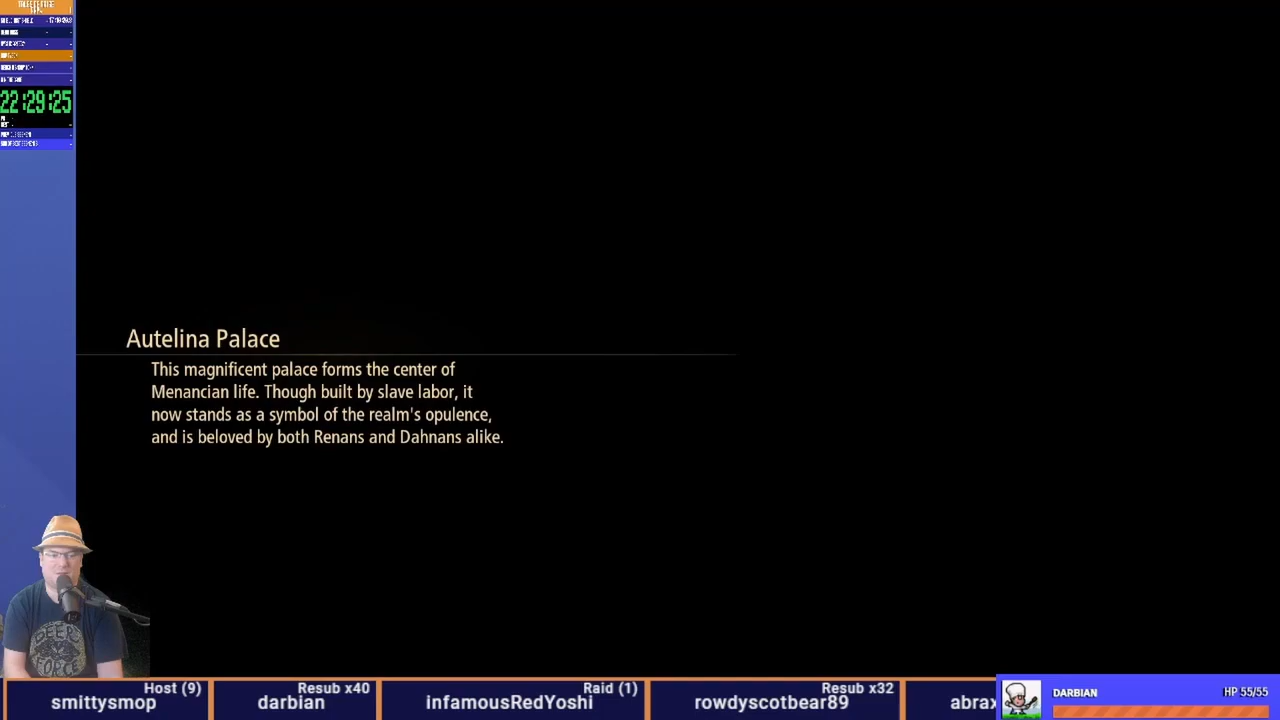 22:29:25
Autelina Palace
This magnificent palace forms the center of
Menancian life. Though built by slave labor, it
now stands as a symbol of the realm's opulence,
and is beloved by both Renans and Dahnans alike.
DEEP
FORCE
Host (9)
smittysmop
Resub x40
darbian
Raid (1)
infamousRedYoshi
Resub x32
rowdyscotbear89
abrax
DARBIAN
HP 55/55